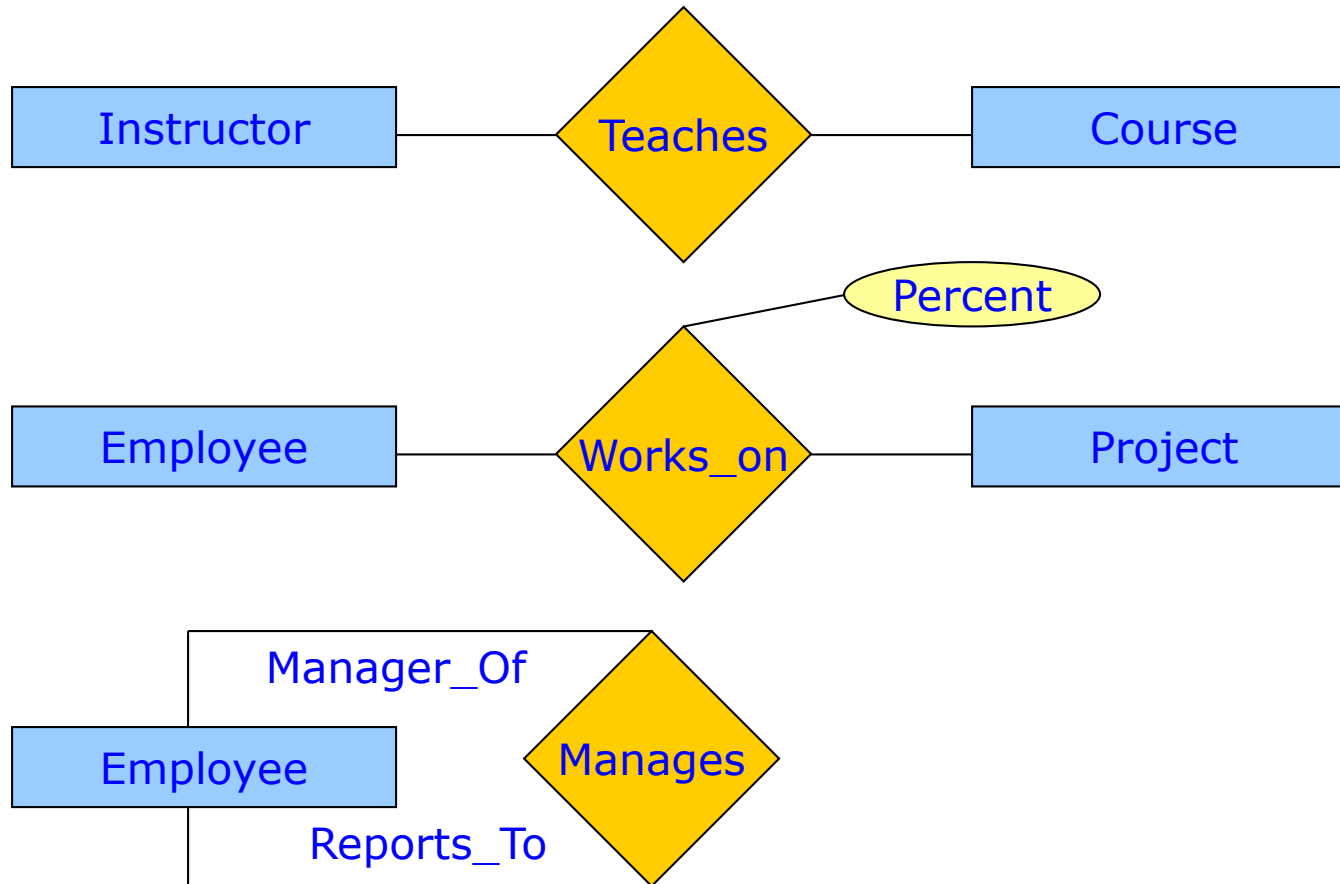 Instructor
Teaches
Course
Percent
Employee
Works_on
Project
Manager_Of
Employee
Manages
Reports_To